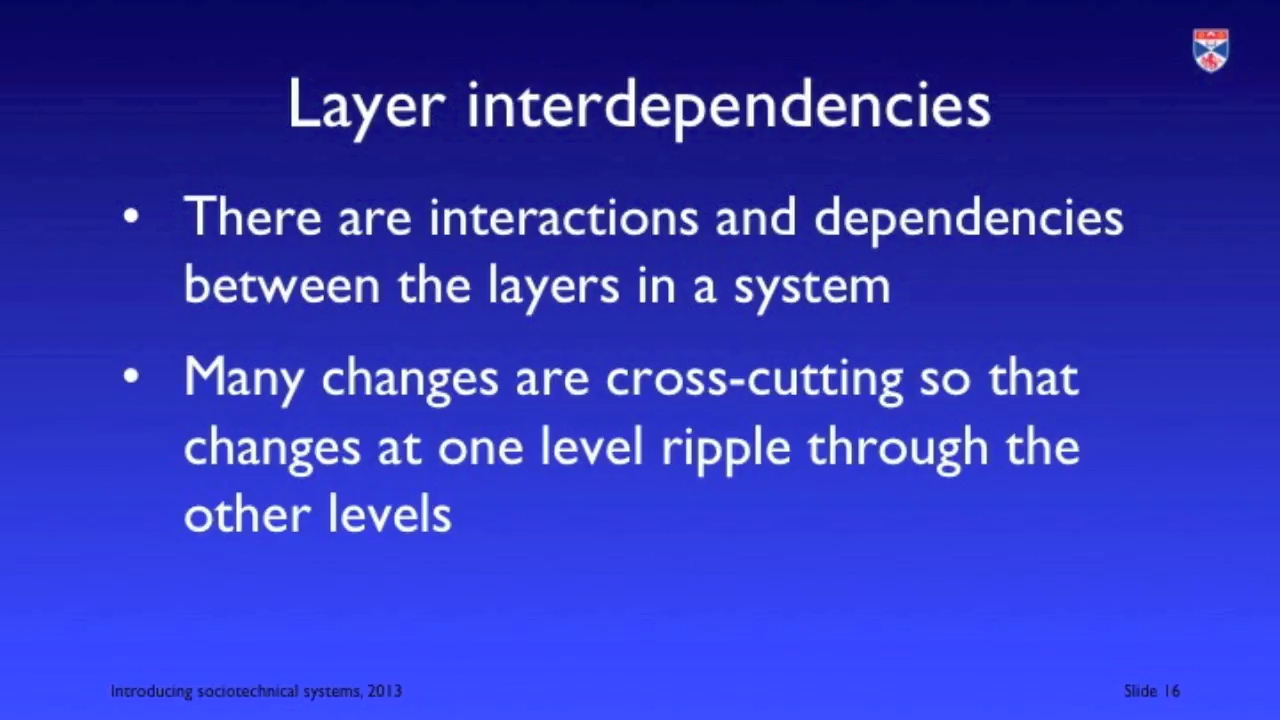 Layer interdependencies
• There are interactions and dependencies
between the layers in a system
• Many changes are cross-cutting so that
changes at one level ripple through the
other levels
Introducing sociotechnical systems, 2013
Slide 16